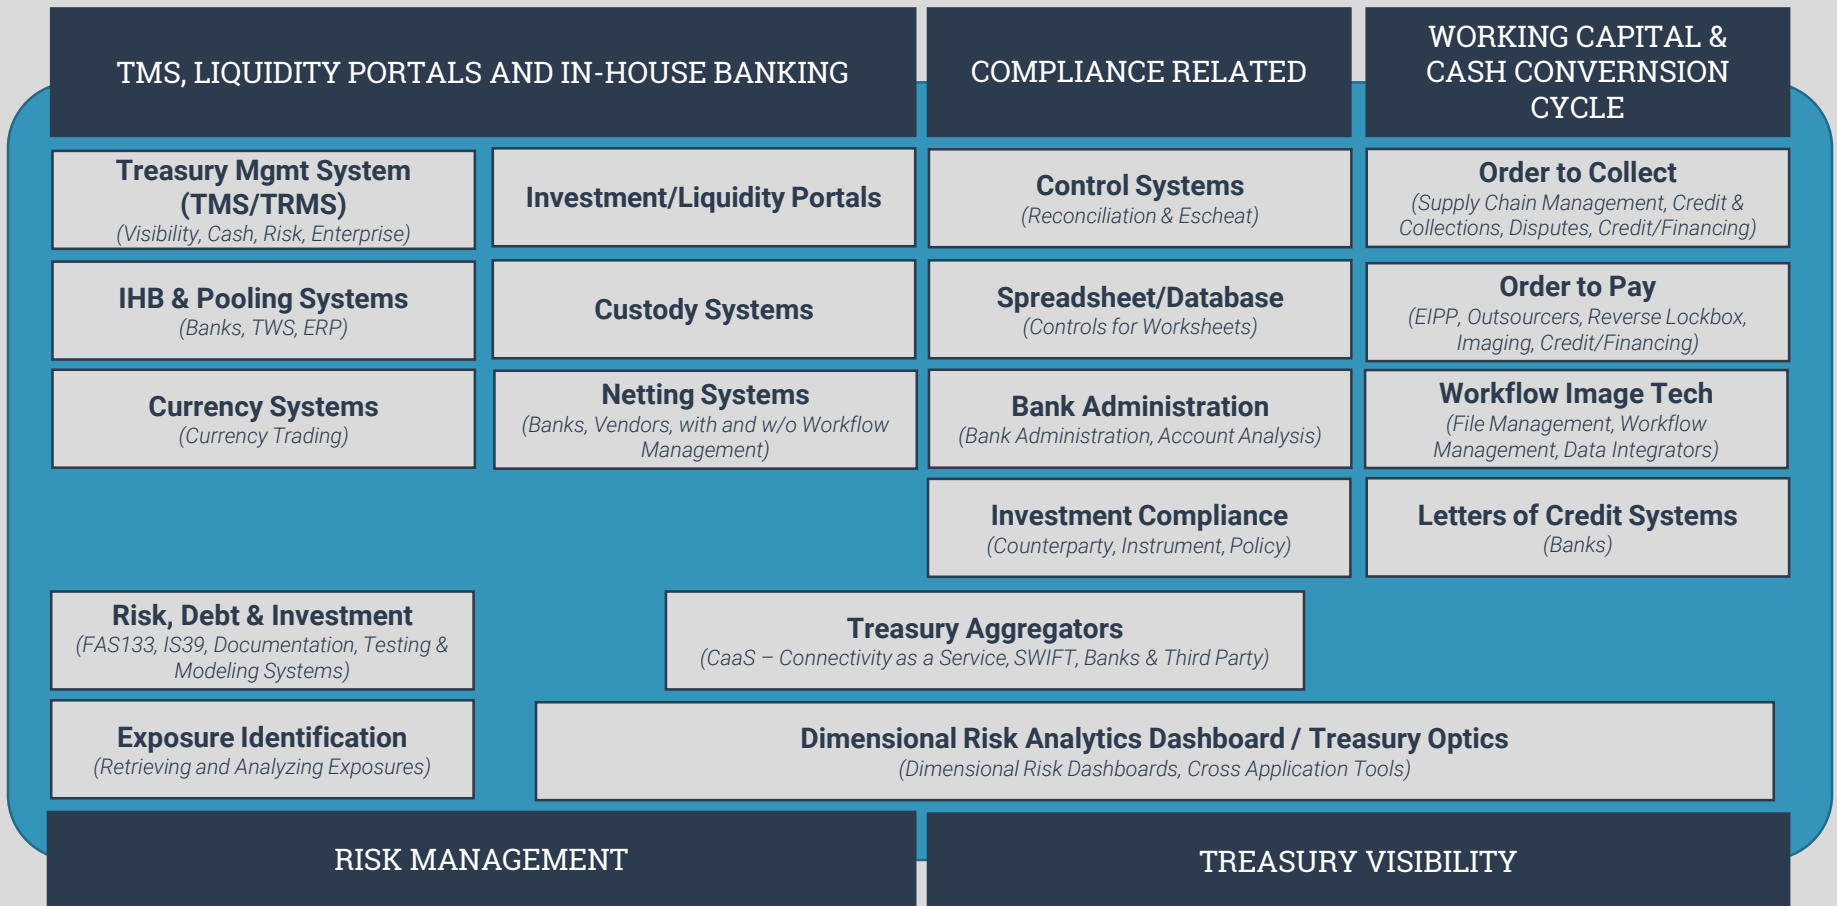 TMS, LIQUIDITY PORTALS AND IN-HOUSE BANKING
COMPLIANCE RELATED
WORKING CAPITAL &
CASH CONVERNSION
CYCLE
Treasury Mgmt System
(TMS/TRMS)
(Visibility, Cash, Risk, Enterprise)
Investment/Liquidity Portals
Control Systems
(Reconciliation & Escheat)
Order to Collect
(Supply Chain Management, Credit &
Collections, Disputes, Credit/Financing)
IHB & Pooling Systems
(Banks, TWS, ERP)
Custody Systems
Spreadsheet/Database
(Controls for Worksheets)
Order to Pay
(EIPP, Outsourcers, Reverse Lockbox,
Imaging, Credit/Financing)
Currency Systems
(Currency Trading)
Netting Systems
(Banks, Vendors, with and w/o Workflow
Management)
Bank Administration
(Bank Administration, Account Analysis)
Workflow Image Tech
(File Management, Workflow
Management, Data Integrators)
Investment Compliance
(Counterparty, Instrument, Policy)
Letters of Credit Systems
(Banks)
Risk, Debt & Investment
(FAS133, IS39, Documentation, Testing &
Modeling Systems)
Treasury Aggregators
(CaaS – Connectivity as a Service, SWIFT, Banks & Third Party)
Exposure Identification
(Retrieving and Analyzing Exposures)
Dimensional Risk Analytics Dashboard / Treasury Optics
(Dimensional Risk Dashboards, Cross Application Tools)
RISK MANAGEMENT
TREASURY VISIBILITY